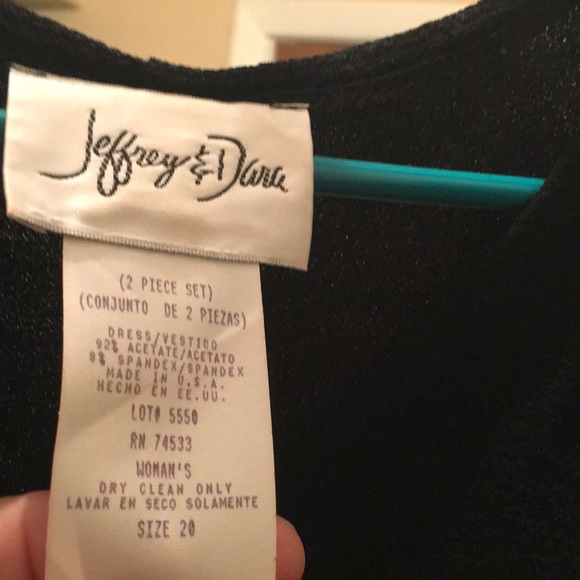 Jeffrey & Dara
(2 PIECE SET)
(CONJUNTO DE 2 PIEZAS)
DRESS/VESTIDO
92% ACETATE/ACETATO
8% SPANDEX/SPANDEX
MADE IN U.S.A.
HECHO EN EE.UU.
LOT# 5550
RN 74533
WOMAN'S
DRY CLEAN ONLY
LAVAR EN SECO SOLAMENTE
SIZE 20